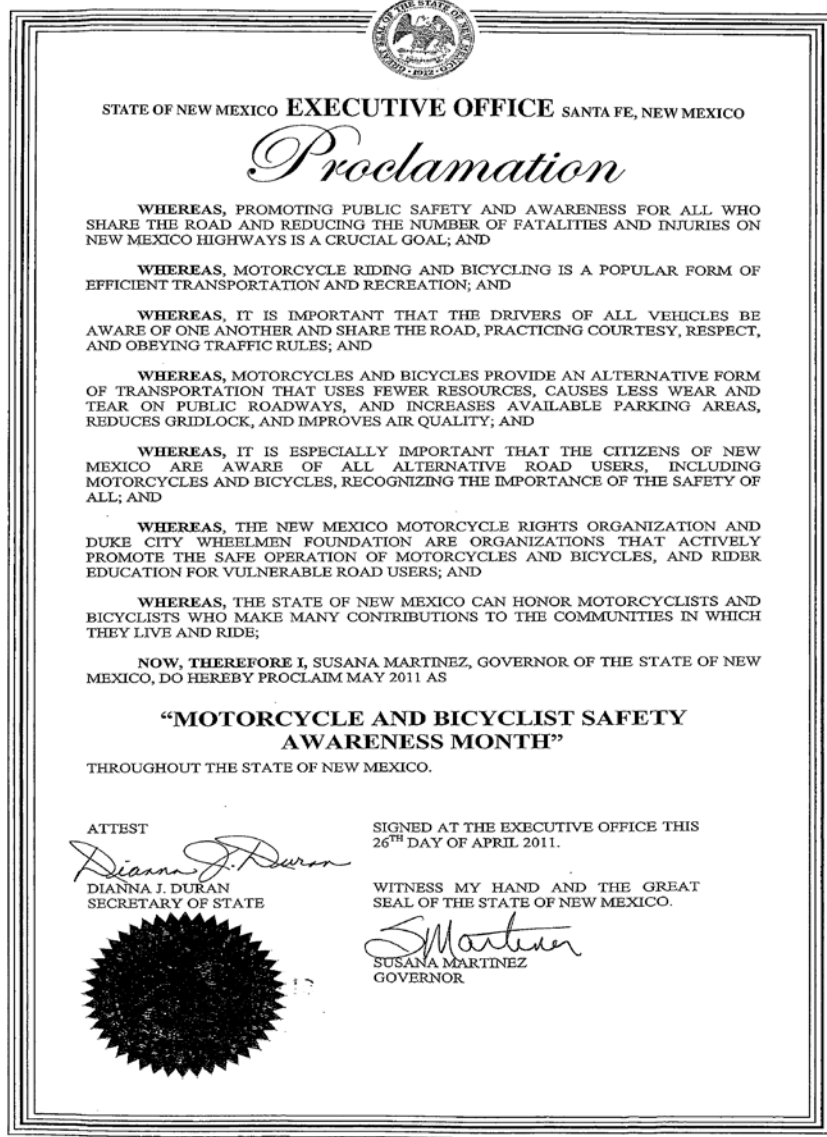 GREAT SEAL OF THE STATE OF NEW MEXICO
1912
STATE OF NEW MEXICO EXECUTIVE OFFICE SANTA FE, NEW MEXICO
Proclamation
WHEREAS, PROMOTING PUBLIC SAFETY AND AWARENESS FOR ALL WHO
SHARE THE ROAD AND REDUCING THE NUMBER OF FATALITIES AND INJURIES ON
NEW MEXICO HIGHWAYS IS A CRUCIAL GOAL; AND
WHEREAS, MOTORCYCLE RIDING AND BICYCLING IS A POPULAR FORM OF
EFFICIENT TRANSPORTATION AND RECREATION; AND
WHEREAS, IT IS IMPORTANT THAT THE DRIVERS OF ALL VEHICLES BE
AWARE OF ONE ANOTHER AND SHARE THE ROAD, PRACTICING COURTESY, RESPECT,
AND OBEYING TRAFFIC RULES; AND
WHEREAS, MOTORCYCLES AND BICYCLES PROVIDE AN ALTERNATIVE FORM
OF TRANSPORTATION THAT USES FEWER RESOURCES, CAUSES LESS WEAR AND
TEAR ON PUBLIC ROADWAYS, AND INCREASES AVAILABLE PARKING AREAS,
REDUCES GRIDLOCK, AND IMPROVES AIR QUALITY; AND
WHEREAS, IT IS ESPECIALLY IMPORTANT THAT THE CITIZENS OF NEW
MEXICO ARE AWARE OF ALL ALTERNATIVE ROAD USERS, INCLUDING
MOTORCYCLES AND BICYCLES, RECOGNIZING THE IMPORTANCE OF THE SAFETY OF
ALL; AND
WHEREAS, THE NEW MEXICO MOTORCYCLE RIGHTS ORGANIZATION AND
DUKE CITY WHEELMEN FOUNDATION ARE ORGANIZATIONS THAT ACTIVELY
PROMOTE THE SAFE OPERATION OF MOTORCYCLES AND BICYCLES, AND RIDER
EDUCATION FOR VULNERABLE ROAD USERS; AND
WHEREAS, THE STATE OF NEW MEXICO CAN HONOR MOTORCYCLISTS AND
BICYCLISTS WHO MAKE MANY CONTRIBUTIONS TO THE COMMUNITIES IN WHICH
THEY LIVE AND RIDE;
NOW, THEREFORE I, SUSANA MARTINEZ, GOVERNOR OF THE STATE OF NEW
MEXICO, DO HEREBY PROCLAIM MAY 2011 AS
“MOTORCYCLE AND BICYCLIST SAFETY
AWARENESS MONTH”
THROUGHOUT THE STATE OF NEW MEXICO.
ATTEST
Dianna J. Duran
DIANNA J. DURAN
SECRETARY OF STATE
SIGNED AT THE EXECUTIVE OFFICE THIS
26TH DAY OF APRIL 2011.
WITNESS MY HAND AND THE GREAT
SEAL OF THE STATE OF NEW MEXICO.
SMartinez
SUSANA MARTINEZ
GOVERNOR